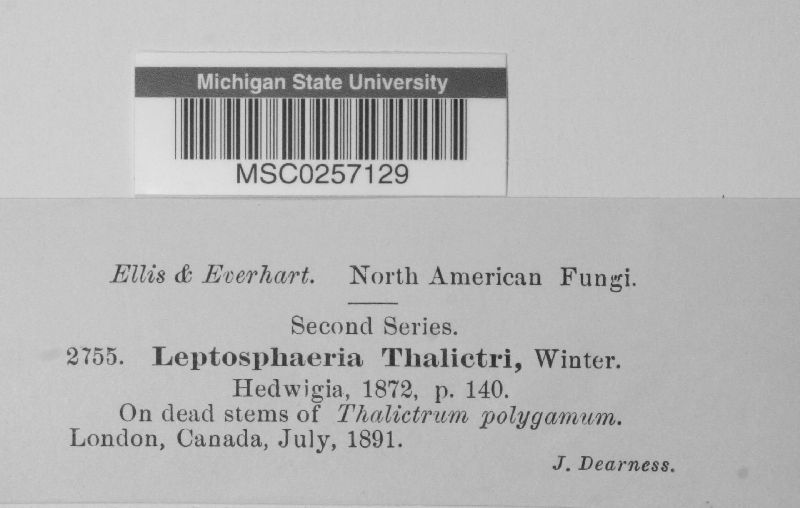 Michigan State University
MSC0257129
Ellis & Everhart. North American Fungi.
Second Series.
2755. Leptosphaeria Thalictri, Winter.
Hedwigia, 1872, p. 140.
On dead stems of Thalictrum polygamum.
London, Canada, July, 1891.
J. Dearness.